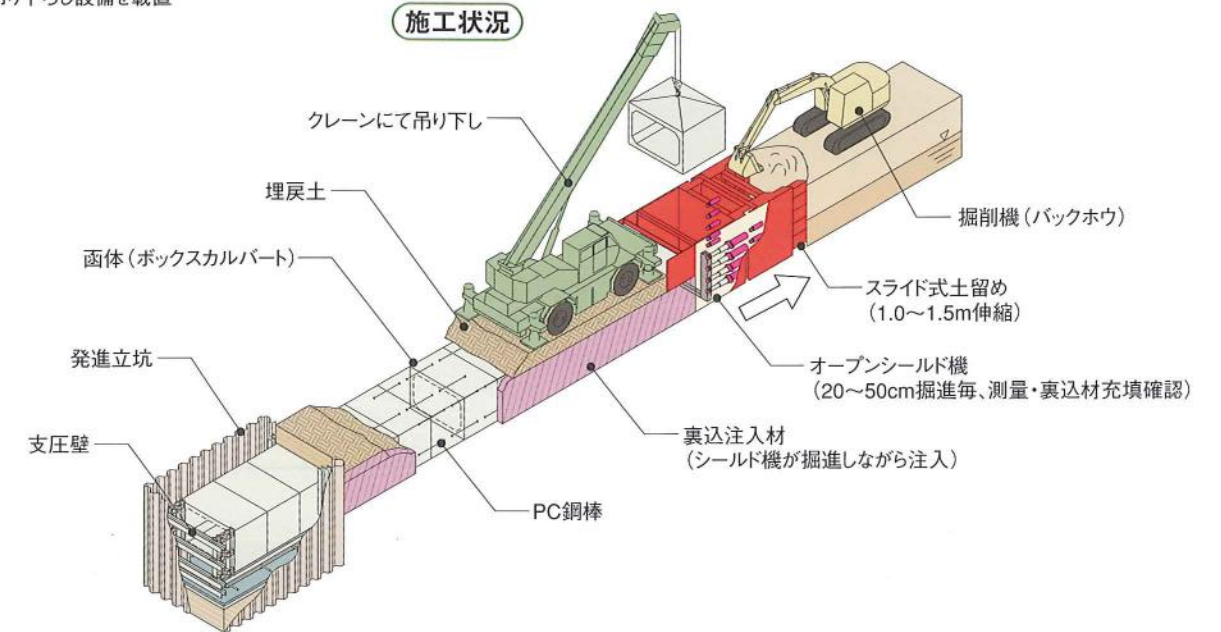 施工状況
クレーンにて吊り下し
埋戻土
函体(ボックスカルバート)
発進立坑
支圧壁
掘削機(バックホウ)
スライド式土留め
(1.0～1.5m伸縮)
オープンシールド機
(20～50cm掘進毎、測量・裏込材充填確認)
裏込注入材
(シールド機が掘進しながら注入)
PC鋼棒